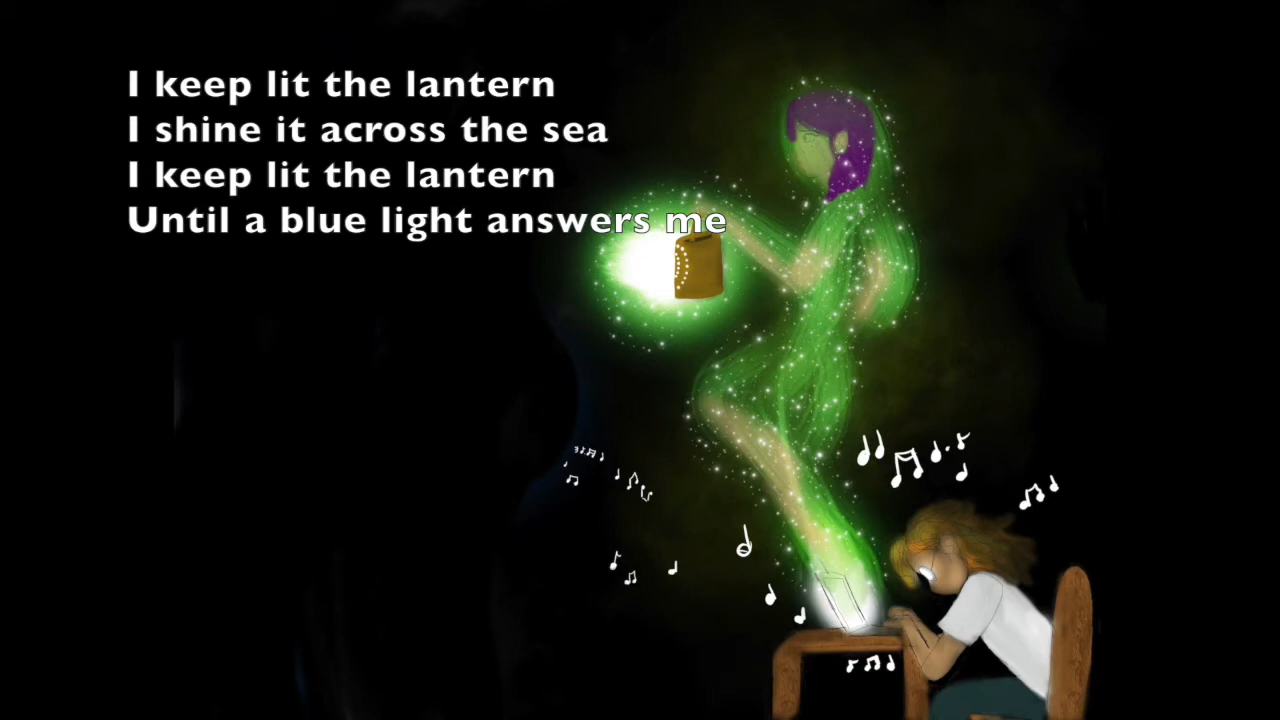 I keep lit the lantern
I shine it across the sea
I keep lit the lantern
Until a blue light answers me